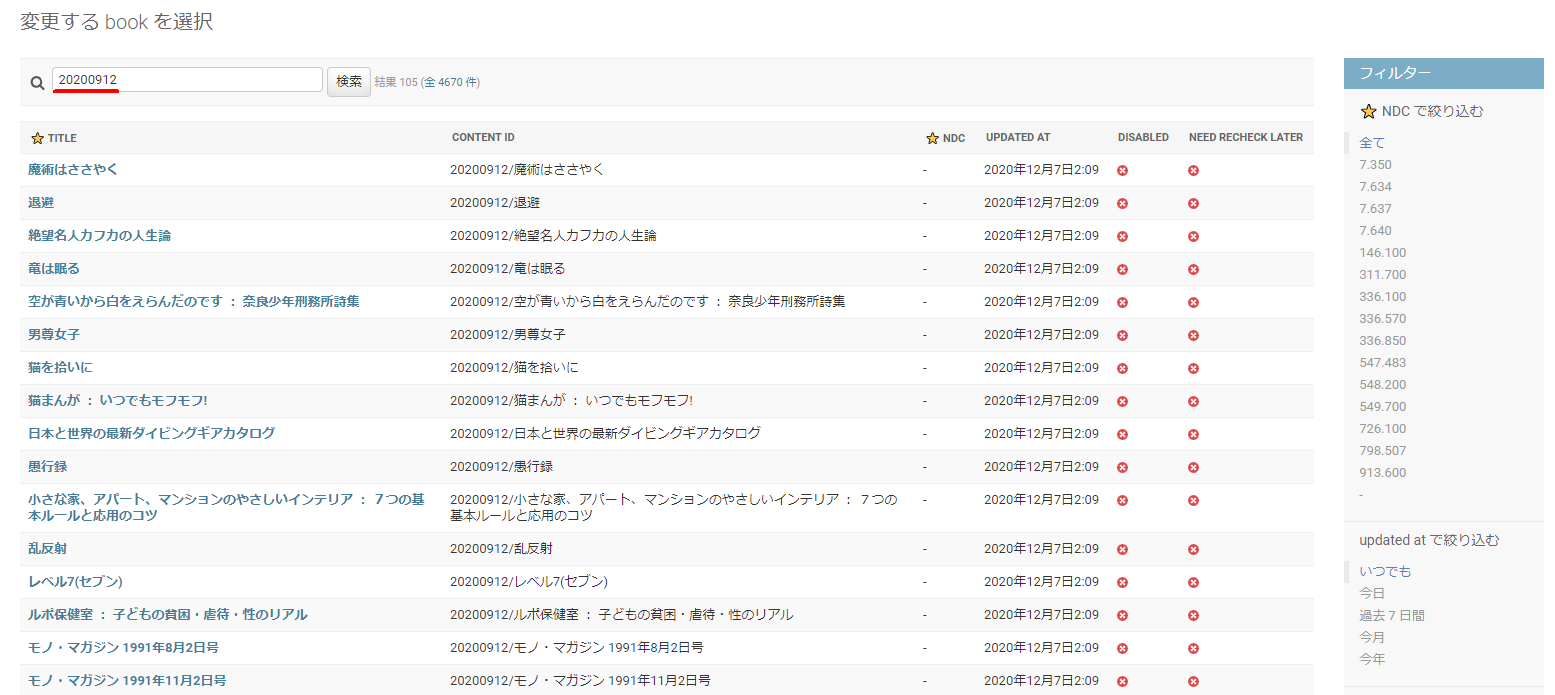 変更する book を選択
20200912
検索
結果 105 (全 4670 件)
TITLE CONTENT ID NDC UPDATED AT DISABLED NEED RECHECK LATER
魔術はささやく 20200912/魔術はささやく - 2020年12月7日2:09
退避 20200912/退避 - 2020年12月7日2:09
絶望名人カフカの人生論 20200912/絶望名人カフカの人生論 - 2020年12月7日2:09
竜は眠る 20200912/竜は眠る - 2020年12月7日2:09
空が青いから白をえらんだのです ： 奈良少年刑務所詩集 20200912/空が青いから白をえらんだのです ： 奈良少年刑務所詩集 - 2020年12月7日2:09
男尊女子 20200912/男尊女子 - 2020年12月7日2:09
猫を拾いに 20200912/猫を拾いに - 2020年12月7日2:09
猫まんが ： いつでもモフモフ! 20200912/猫まんが ： いつでもモフモフ! - 2020年12月7日2:09
日本と世界の最新ダイビングギアカタログ 20200912/日本と世界の最新ダイビングギアカタログ - 2020年12月7日2:09
愚行録 20200912/愚行録 - 2020年12月7日2:09
小さな家、アパート、マンションのやさしいインテリア ： ７つの基 20200912/小さな家、アパート、マンションのやさしいインテリア ： ７つの - 2020年12月7日2:09
本ルールと応用のコツ 基本ルールと応用のコツ
乱反射 20200912/乱反射 - 2020年12月7日2:09
レベル7(セブン) 20200912/レベル7(セブン) - 2020年12月7日2:09
ルポ保健室 ： 子どもの貧困・虐待・性のリアル 20200912/ルポ保健室 ： 子どもの貧困・虐待・性のリアル - 2020年12月7日2:09
モノ・マガジン 1991年8月2日号 20200912/モノ・マガジン 1991年8月2日号 - 2020年12月7日2:09
モノ・マガジン 1991年11月2日号 20200912/モノ・マガジン 1991年11月2日号 - 2020年12月7日2:09
フィルター
NDC で絞り込む
全て
7.350
7.634
7.637
7.640
146.100
311.700
336.100
336.570
336.850
547.483
548.200
549.700
726.100
798.507
913.600
-
updated at で絞り込む
いつでも
今日
過去 7 日間
今月
今年